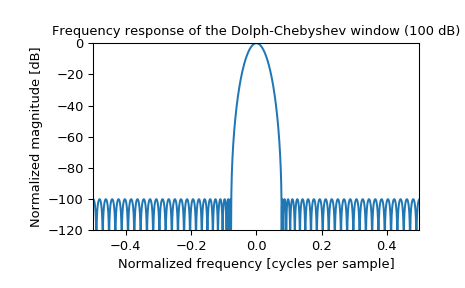 Frequency response of the Dolph-Chebyshev window (100 dB)
Normalized magnitude [dB]
0
−20
−40
−60
−80
−100
−120
−0.4 −0.2 0.0 0.2 0.4
Normalized frequency [cycles per sample]